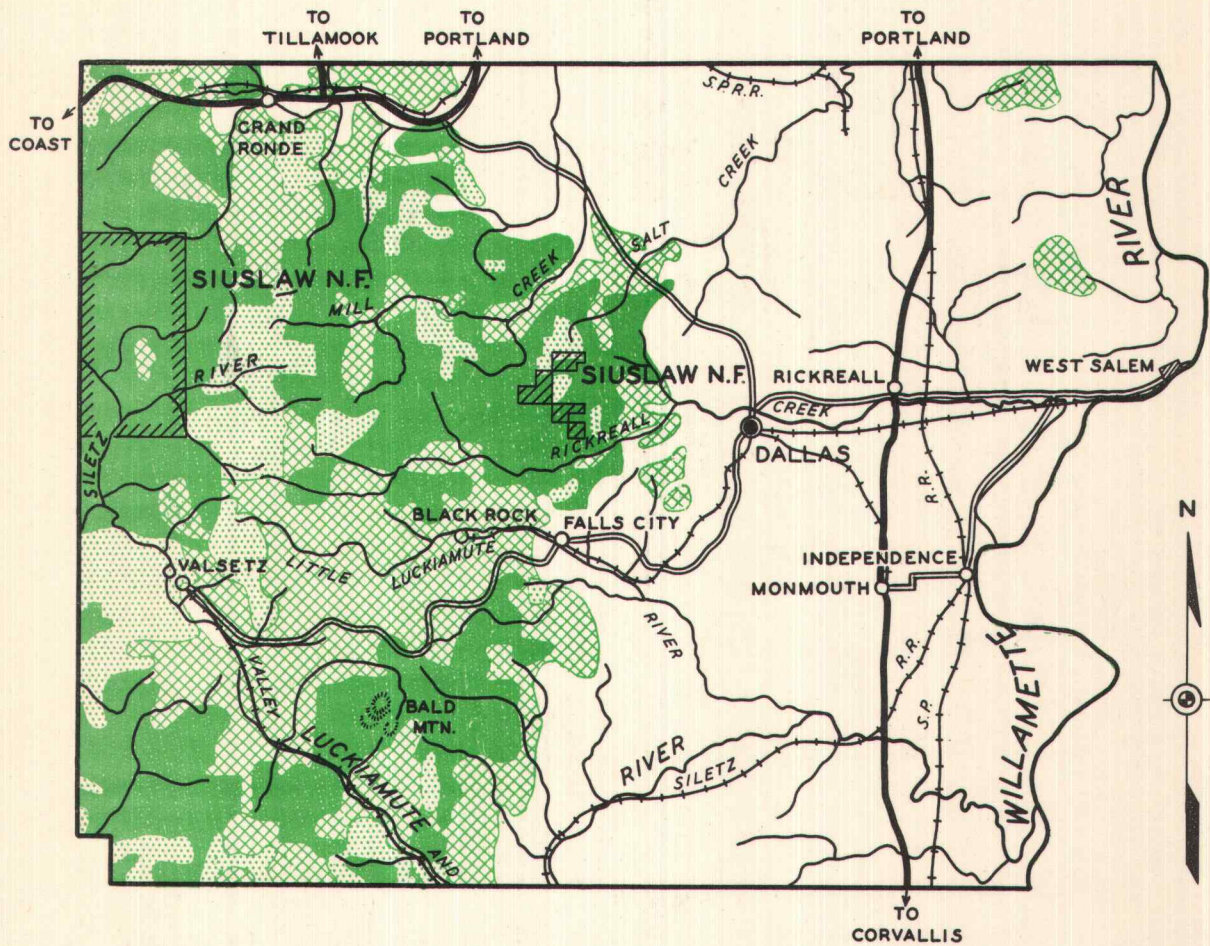 TO
TILLAMOOK
TO
PORTLAND
TO
PORTLAND
TO
COAST
S.P.R.R.
GRAND
RONDE
CREEK
SALT
RIVER
SIUSLAW N.F.
CREEK
MILL
RIVER
SIUSLAW N.F.
RICKREALL
WEST SALEM
CREEK
RICKREALL
DALLAS
SILETZ
R.R.
BLACK ROCK
FALLS CITY
N
VALSETZ
LITTLE
LUCKIAMUTE
INDEPENDENCE
MONMOUTH
RIVER
R.R.
VALLEY
BALD
MTN.
S.P.
WILLAMETTE
LUCKIAMUTE
RIVER
SILETZ
AND
TO
CORVALLIS